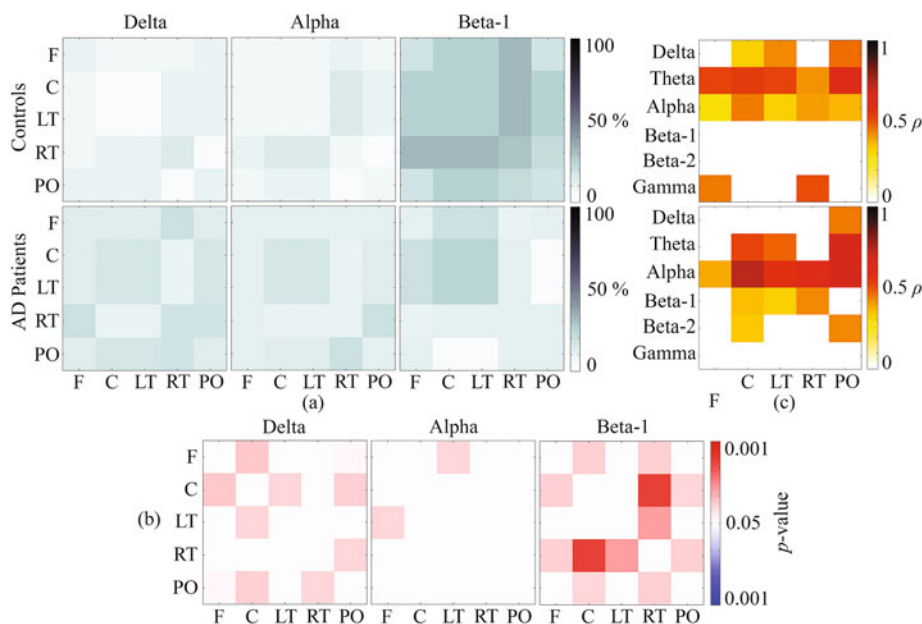 Delta Alpha Beta-1
Controls
F
C
LT
RT
PO
100
50 %
0
AD Patients
F
C
LT
RT
PO
100
50 %
0
F C LT RT PO F C LT RT PO F C LT RT PO
(a)
Delta
Theta
Alpha
Beta-1
Beta-2
Gamma
1
0.5 ρ
0
Delta
Theta
Alpha
Beta-1
Beta-2
Gamma
1
0.5 ρ
0
F C LT RT PO
(c)
Delta Alpha Beta-1
(b)
F
C
LT
RT
PO
0.001
0.05
0.001
p-value
F C LT RT PO F C LT RT PO F C LT RT PO